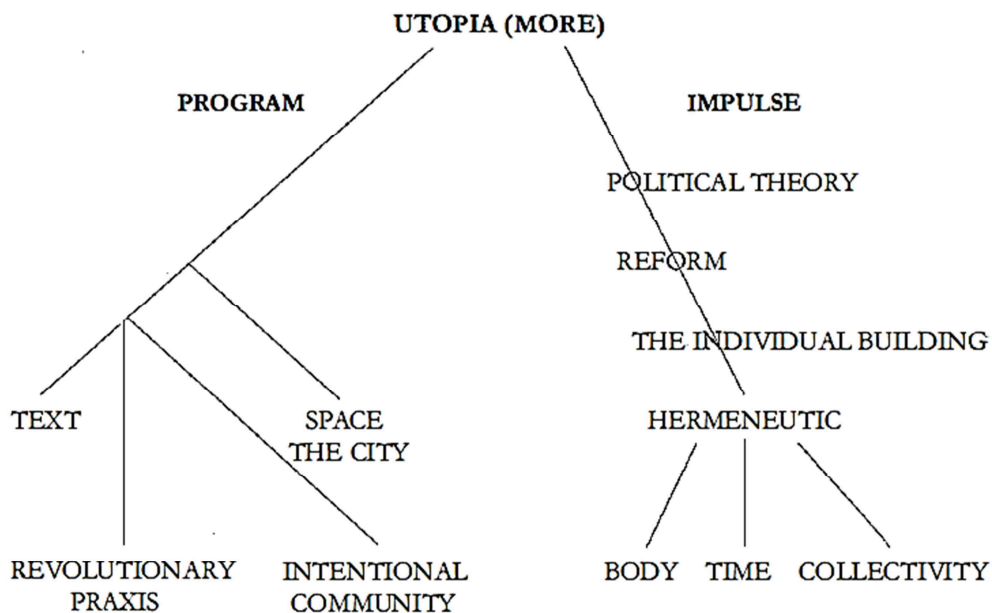 UTOPIA (MORE)
PROGRAM
IMPULSE
POLITICAL THEORY
REFORM
THE INDIVIDUAL BUILDING
TEXT
SPACE
THE CITY
HERMENEUTIC
REVOLUTIONARY
PRAXIS
INTENTIONAL
COMMUNITY
BODY
TIME
COLLECTIVITY